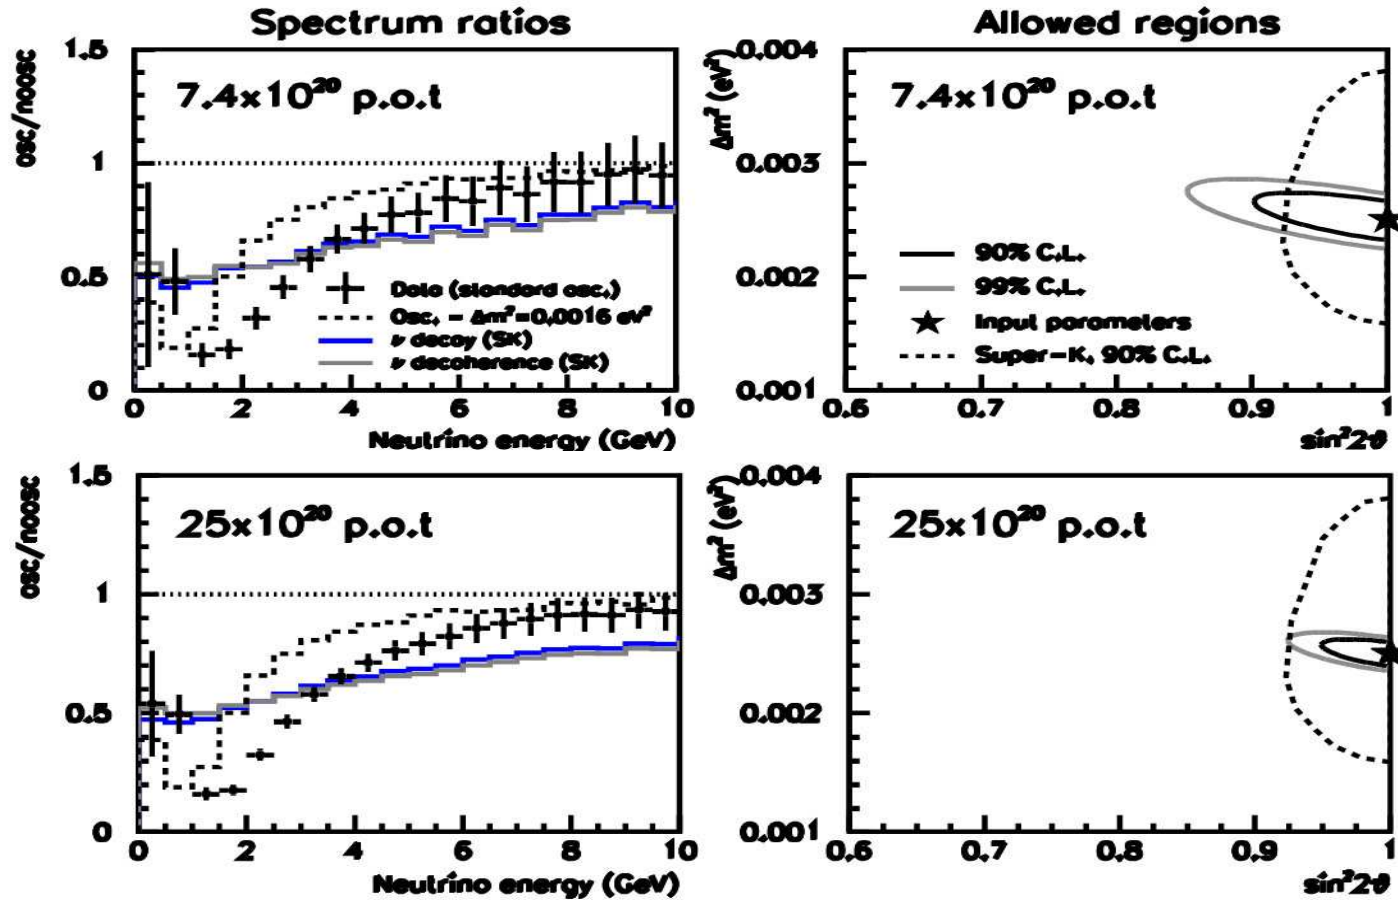 Spectrum ratios
Allowed regions
osc/noosc
1.5
1
0.5
0
7.4×10²⁰ p.o.t
Data (standard osc.)
Osc. – Δm²=0.0016 eV²
ν decay (SK)
ν decoherence (SK)
0 2 4 6 8 10
Neutrino energy (GeV)
Δm² (eV²)
0.004
0.003
0.002
0.001
7.4×10²⁰ p.o.t
90% C.L.
99% C.L.
Input parameters
Super–K. 90% C.L.
0.6 0.7 0.8 0.9 1
sin²2ϑ
osc/noosc
1.5
1
0.5
0
25×10²⁰ p.o.t
0 2 4 6 8 10
Neutrino energy (GeV)
Δm² (eV²)
0.004
0.003
0.002
0.001
25×10²⁰ p.o.t
0.6 0.7 0.8 0.9 1
sin²2ϑ